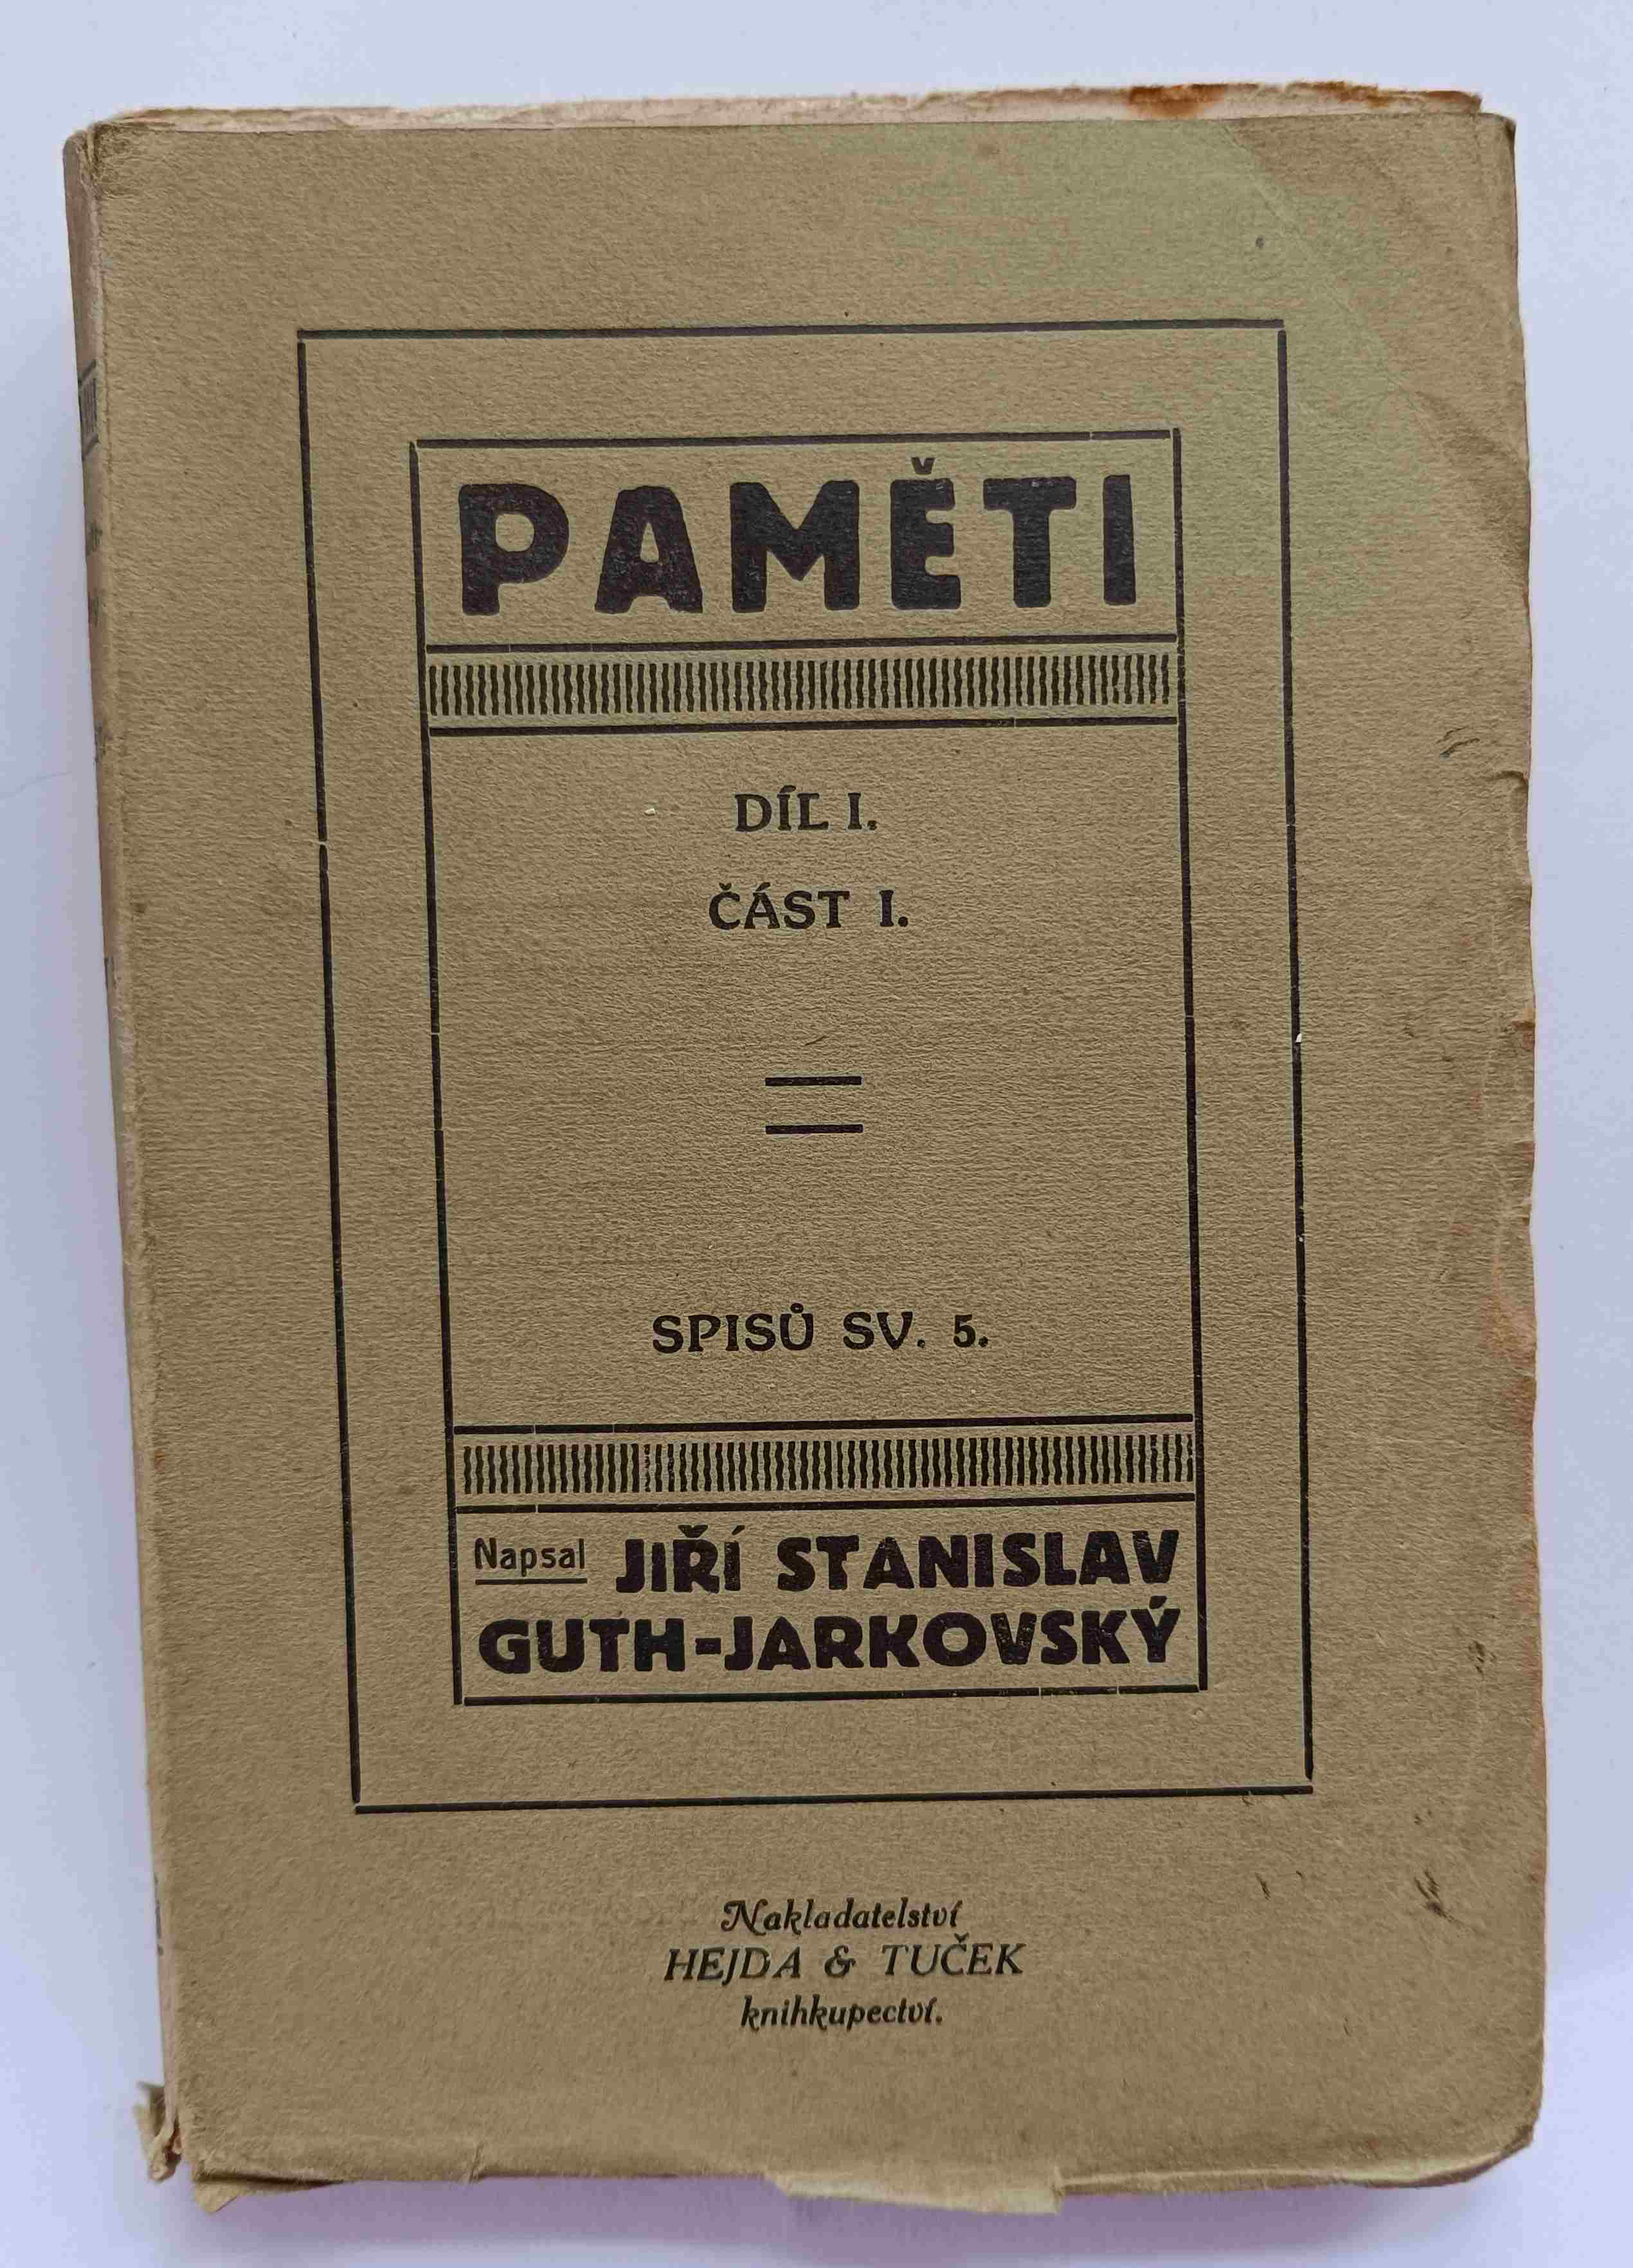 PAMĚTI
DÍL I.
ČÁST I.
SPISŮ SV. 5.
Napsal JIŘÍ STANISLAV
GUTH-JARKOVSKÝ
Nakladatelství
HEJDA & TUČEK
knihkupectví.